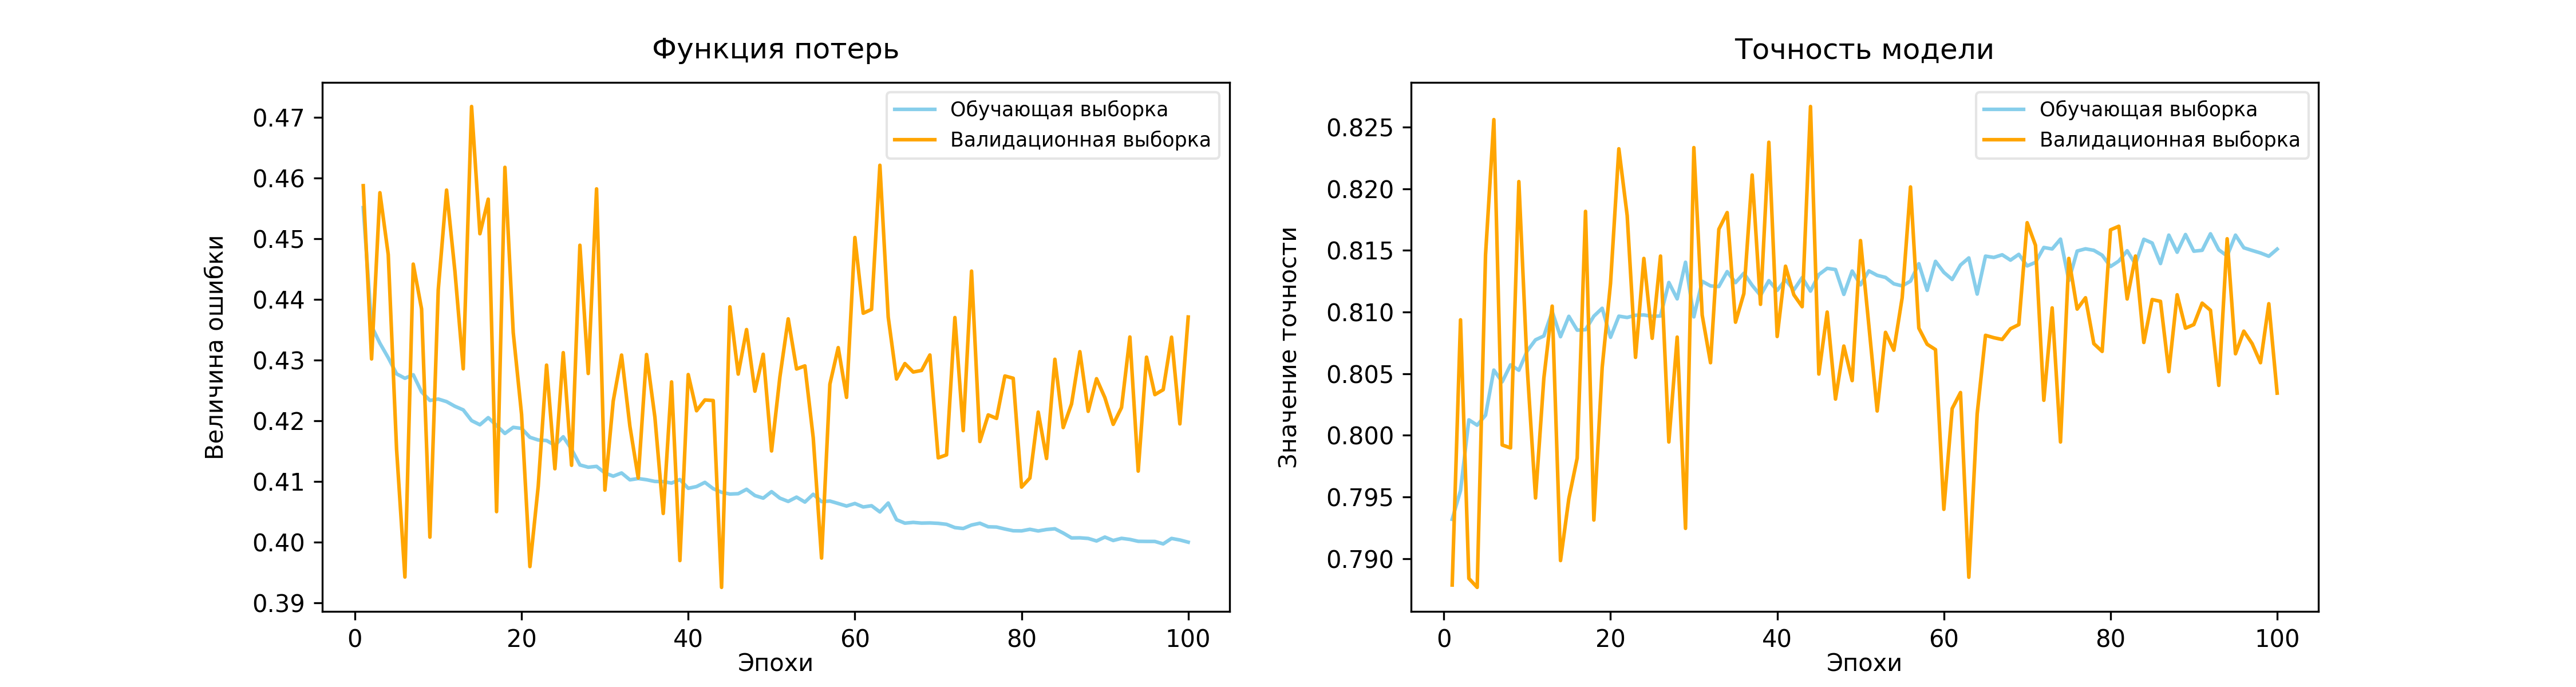 Функция потерь
Обучающая выборка
Валидационная выборка
0.47
0.46
0.45
0.44
0.43
0.42
0.41
0.40
0.39
Величина ошибки
0 20 40 60 80 100
Эпохи
Точность модели
Обучающая выборка
Валидационная выборка
0.825
0.820
0.815
0.810
0.805
0.800
0.795
0.790
Значение точности
0 20 40 60 80 100
Эпохи